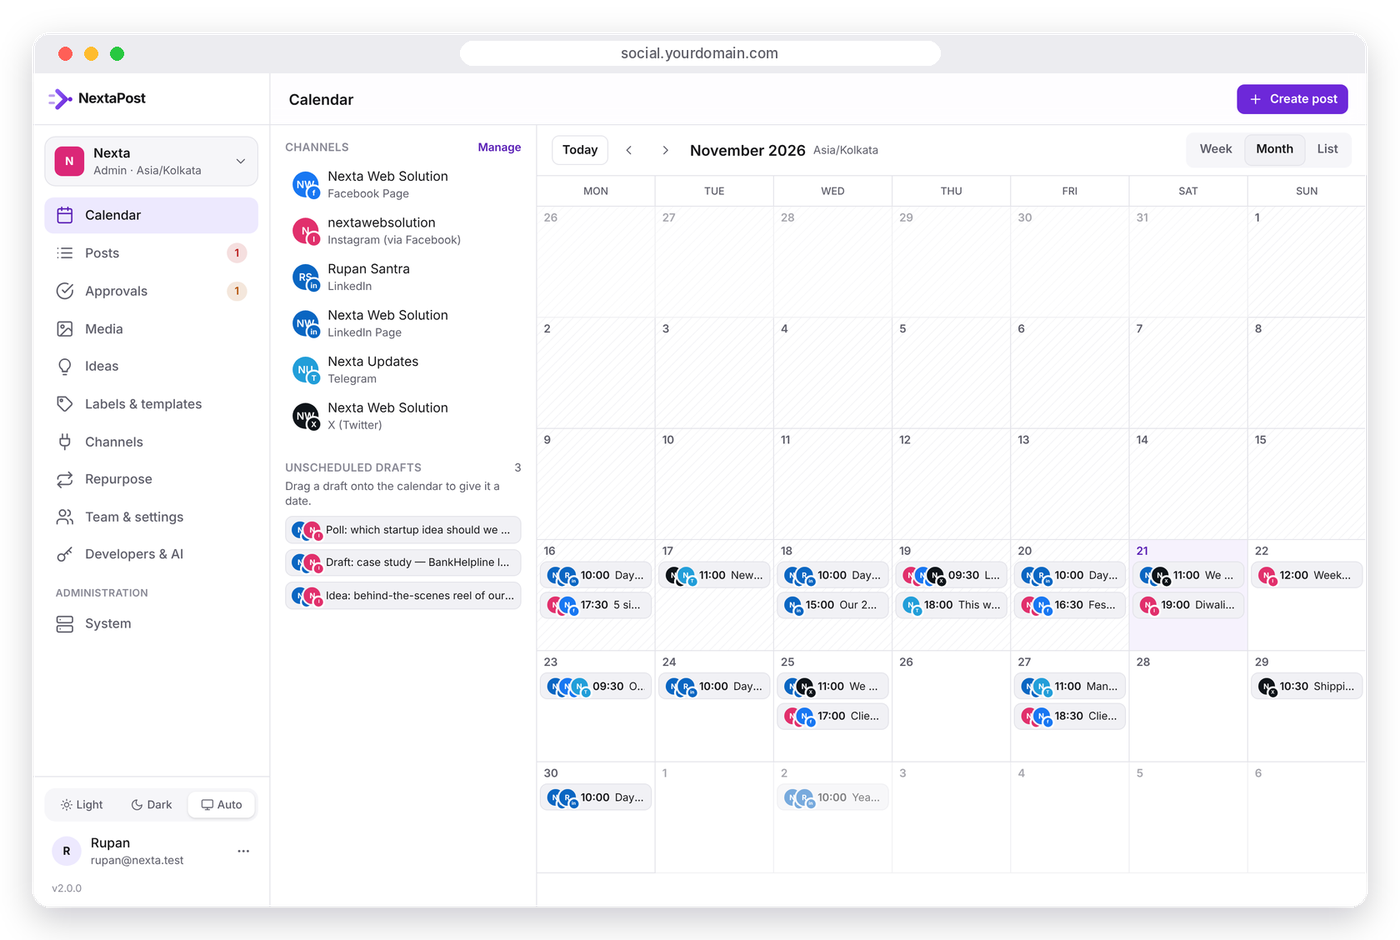 social.yourdomain.com
NextaPost
Calendar
+ Create post
N
Nexta
Admin · Asia/Kolkata
Calendar
Posts 1
Approvals 1
Media
Ideas
Labels & templates
Channels
Repurpose
Team & settings
Developers & AI
ADMINISTRATION
System
Light Dark Auto
R
Rupan
rupan@nexta.test
v2.0.0
CHANNELS Manage
Nexta Web Solution
Facebook Page
nextawebsolution
Instagram (via Facebook)
Rupan Santra
LinkedIn
Nexta Web Solution
LinkedIn Page
Nexta Updates
Telegram
Nexta Web Solution
X (Twitter)
UNSCHEDULED DRAFTS 3
Drag a draft onto the calendar to give it a
date.
Poll: which startup idea should we ...
Draft: case study — BankHelpline l...
Idea: behind-the-scenes reel of our...
Today November 2026 Asia/Kolkata
Week Month List
MON TUE WED THU FRI SAT SUN
26 27 28 29 30 31 1
2 3 4 5 6 7 8
9 10 11 12 13 14 15
16 17 18 19 20 21 22
10:00 Day... 11:00 New... 10:00 Day... 09:30 L... 10:00 Day... 11:00 We ... 12:00 Week...
17:30 5 si... 15:00 Our 2... 18:00 This w... 16:30 Fes... 19:00 Diwali...
23 24 25 26 27 28 29
09:30 O.. 10:00 Day... 11:00 We ... 11:00 Man... 10:30 Shippi...
17:00 Clie... 18:30 Clie...
30 1 2 3 4 5 6
10:00 Day... 10:00 Yea...